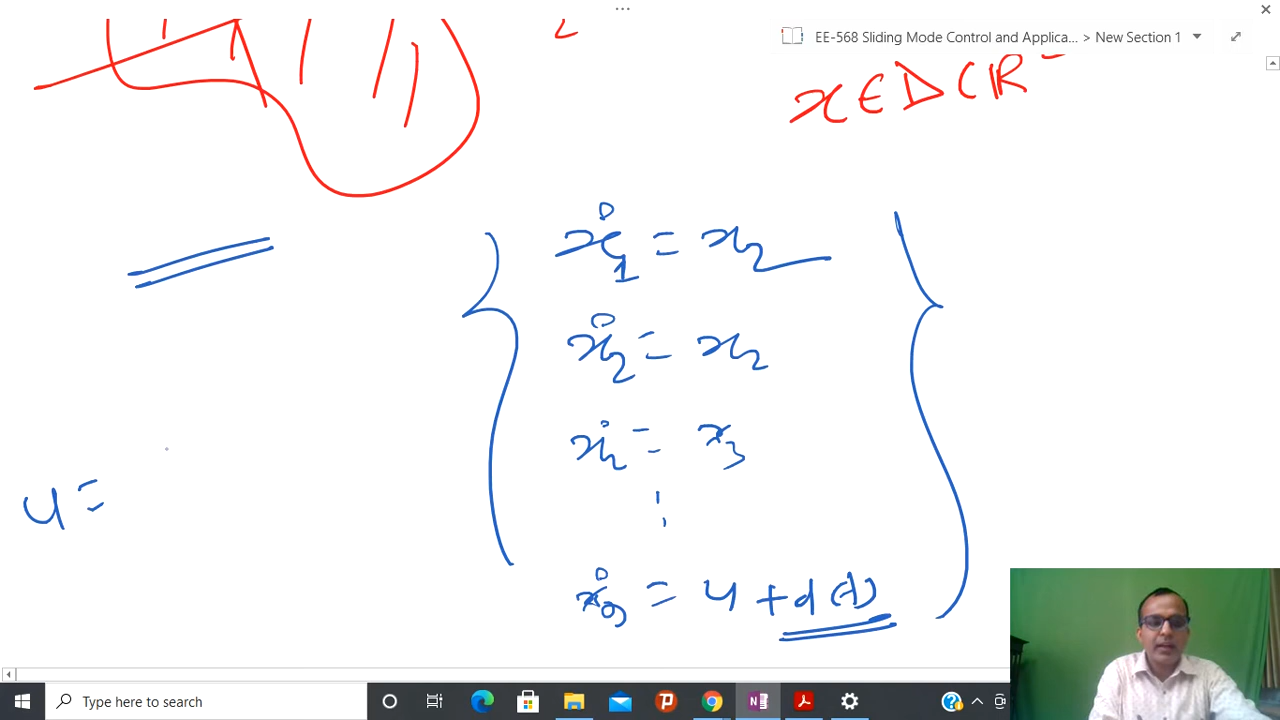 EE-568 Sliding Mode Control and Applica... > New Section 1
x ∈ D ⊂ ℝ
ẋ₁ = x₂
ẋ₂ = x₂
ẋ₂ = x₃
⋮
u =
ẋₙ = u + d(t)
Type here to search